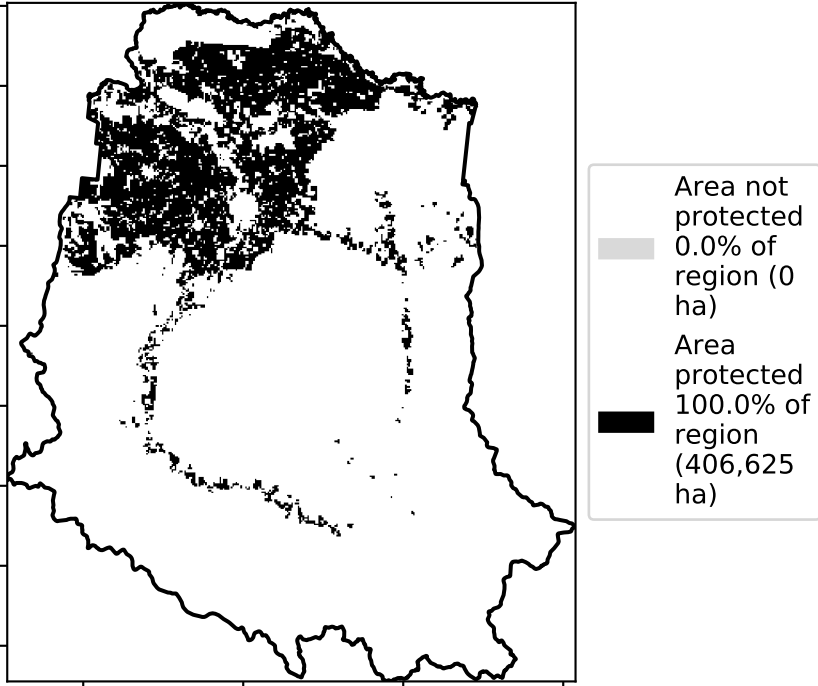 Area not
protected
0.0% of
region (0
ha)
Area
protected
100.0% of
region
(406,625
ha)